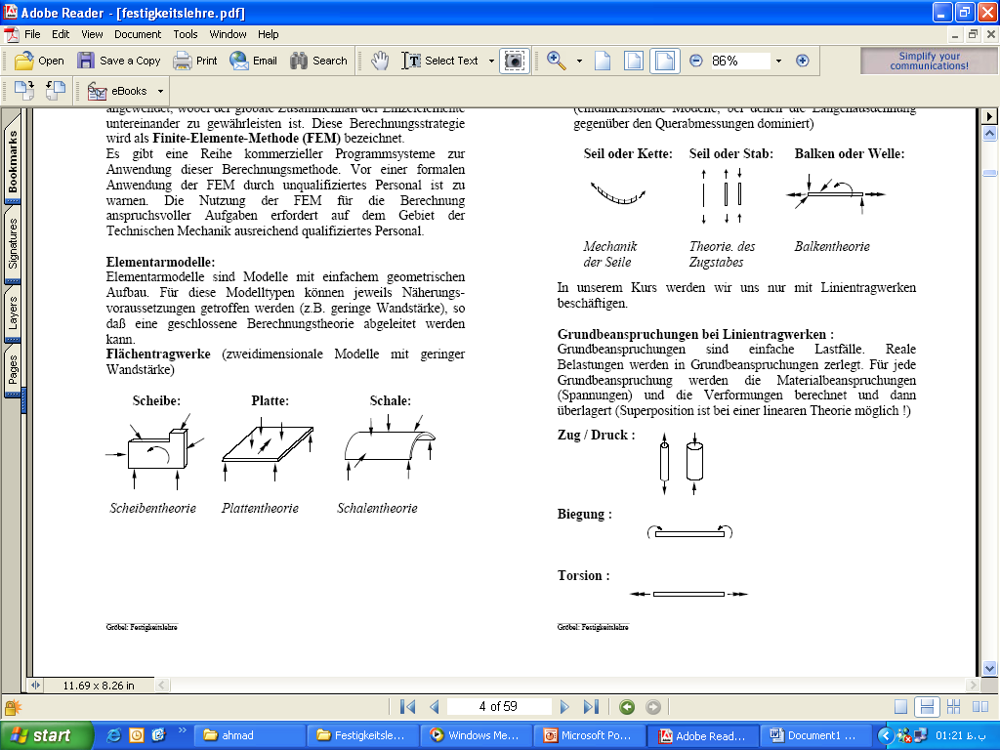 Adobe Reader - [festigkeitslehre.pdf]
File Edit View Document Tools Window Help
Open Save a Copy Print Email Search Select Text 86%
Simplify your
communications!
eBooks
Bookmarks
Signatures
Layers
Pages
angewendet, wobei der globale Zusammenhalt der Einzelelemente
untereinander zu gewährleisten ist. Diese Berechnungsstrategie
wird als Finite-Elemente-Methode (FEM) bezeichnet.
Es gibt eine Reihe kommerzieller Programmsysteme zur
Anwendung dieser Berechnungsmethode. Vor einer formalen
Anwendung der FEM durch unqualifiziertes Personal ist zu
warnen. Die Nutzung der FEM für die Berechnung
anspruchsvoller Aufgaben erfordert auf dem Gebiet der
Technischen Mechanik ausreichend qualifiziertes Personal.
Elementarmodelle:
Elementarmodelle sind Modelle mit einfachem geometrischen
Aufbau. Für diese Modelltypen können jeweils Näherungs-
voraussetzungen getroffen werden (z.B. geringe Wandstärke), so
daß eine geschlossene Berechnungstheorie abgeleitet werden
kann.
Flächentragwerke (zweidimensionale Modelle mit geringer
Wandstärke)
Scheibe: Platte: Schale:
Scheibentheorie Plattentheorie Schalentheorie
Gröbel: Festigkeitslehre
(eindimensionale Modelle, bei denen die Längenausdehnung
gegenüber den Querabmessungen dominiert)
Seil oder Kette: Seil oder Stab: Balken oder Welle:
Mechanik Theorie. des Balkentheorie
der Seile Zugstabes
In unserem Kurs werden wir uns nur mit Linientragwerken
beschäftigen.
Grundbeanspruchungen bei Linientragwerken :
Grundbeanspruchungen sind einfache Lastfälle. Reale
Belastungen werden in Grundbeanspruchungen zerlegt. Für jede
Grundbeanspruchung werden die Materialbeanspruchungen
(Spannungen) und die Verformungen berechnet und dann
überlagert (Superposition ist bei einer linearen Theorie möglich !)
Zug / Druck :
Biegung :
Torsion :
Gröbel: Festigkeitslehre
11.69 x 8.26 in
4 of 59
start ahmad Festigkeitsle... Windows Me... Microsoft Po... Adobe Read... Document1 ... 01:21 ب.ظ